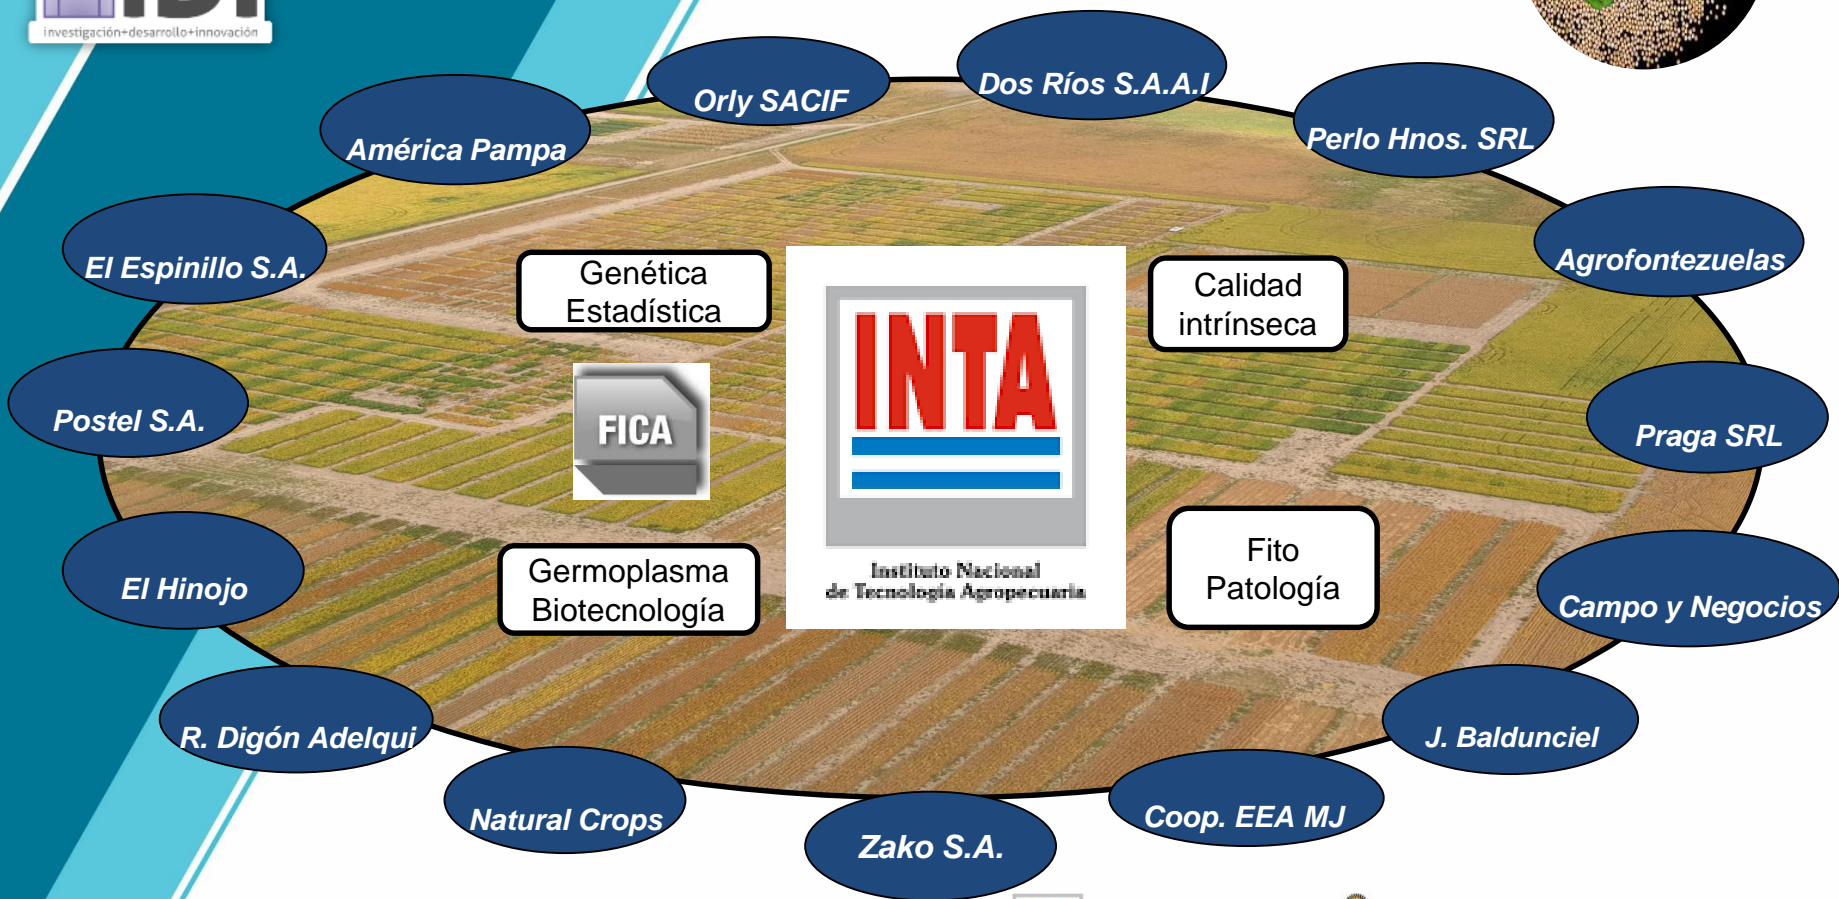 IDI
investigación+desarrollo+innovación
Orly SACIF
Dos Ríos S.A.A.I
América Pampa
Perlo Hnos. SRL
El Espinillo S.A.
Agrofontezuelas
Genética
Estadística
Calidad
intrínseca
INTA
Postel S.A.
FICA
Praga SRL
Instituto Nacional
de Tecnología Agropecuaria
Germoplasma
Biotecnología
Fito
Patología
El Hinojo
Campo y Negocios
R. Digón Adelqui
J. Baldunciel
Natural Crops
Coop. EEA MJ
Zako S.A.